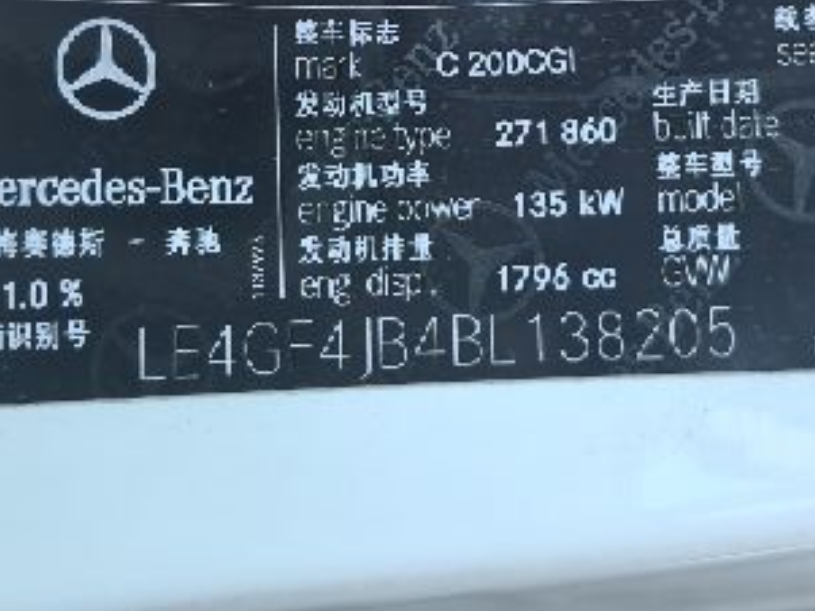 整车标志
mark C 200CGI
发动机型号
engine type 271 860
发动机功率
engine power 135 kW
发动机排量
eng. disp. 1796 cc
生产日期
built date
整车型号
model
总质量
GVW
ercedes-Benz
赛德斯 - 奔驰
1.0 %
识别号
LE4GF4JB4BL138205